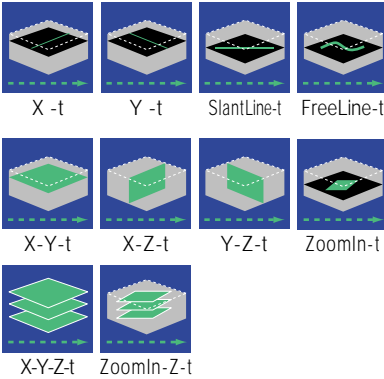 X -t Y -t SlantLine-t FreeLine-t
X-Y-t X-Z-t Y-Z-t ZoomIn-t
X-Y-Z-t ZoomIn-Z-t